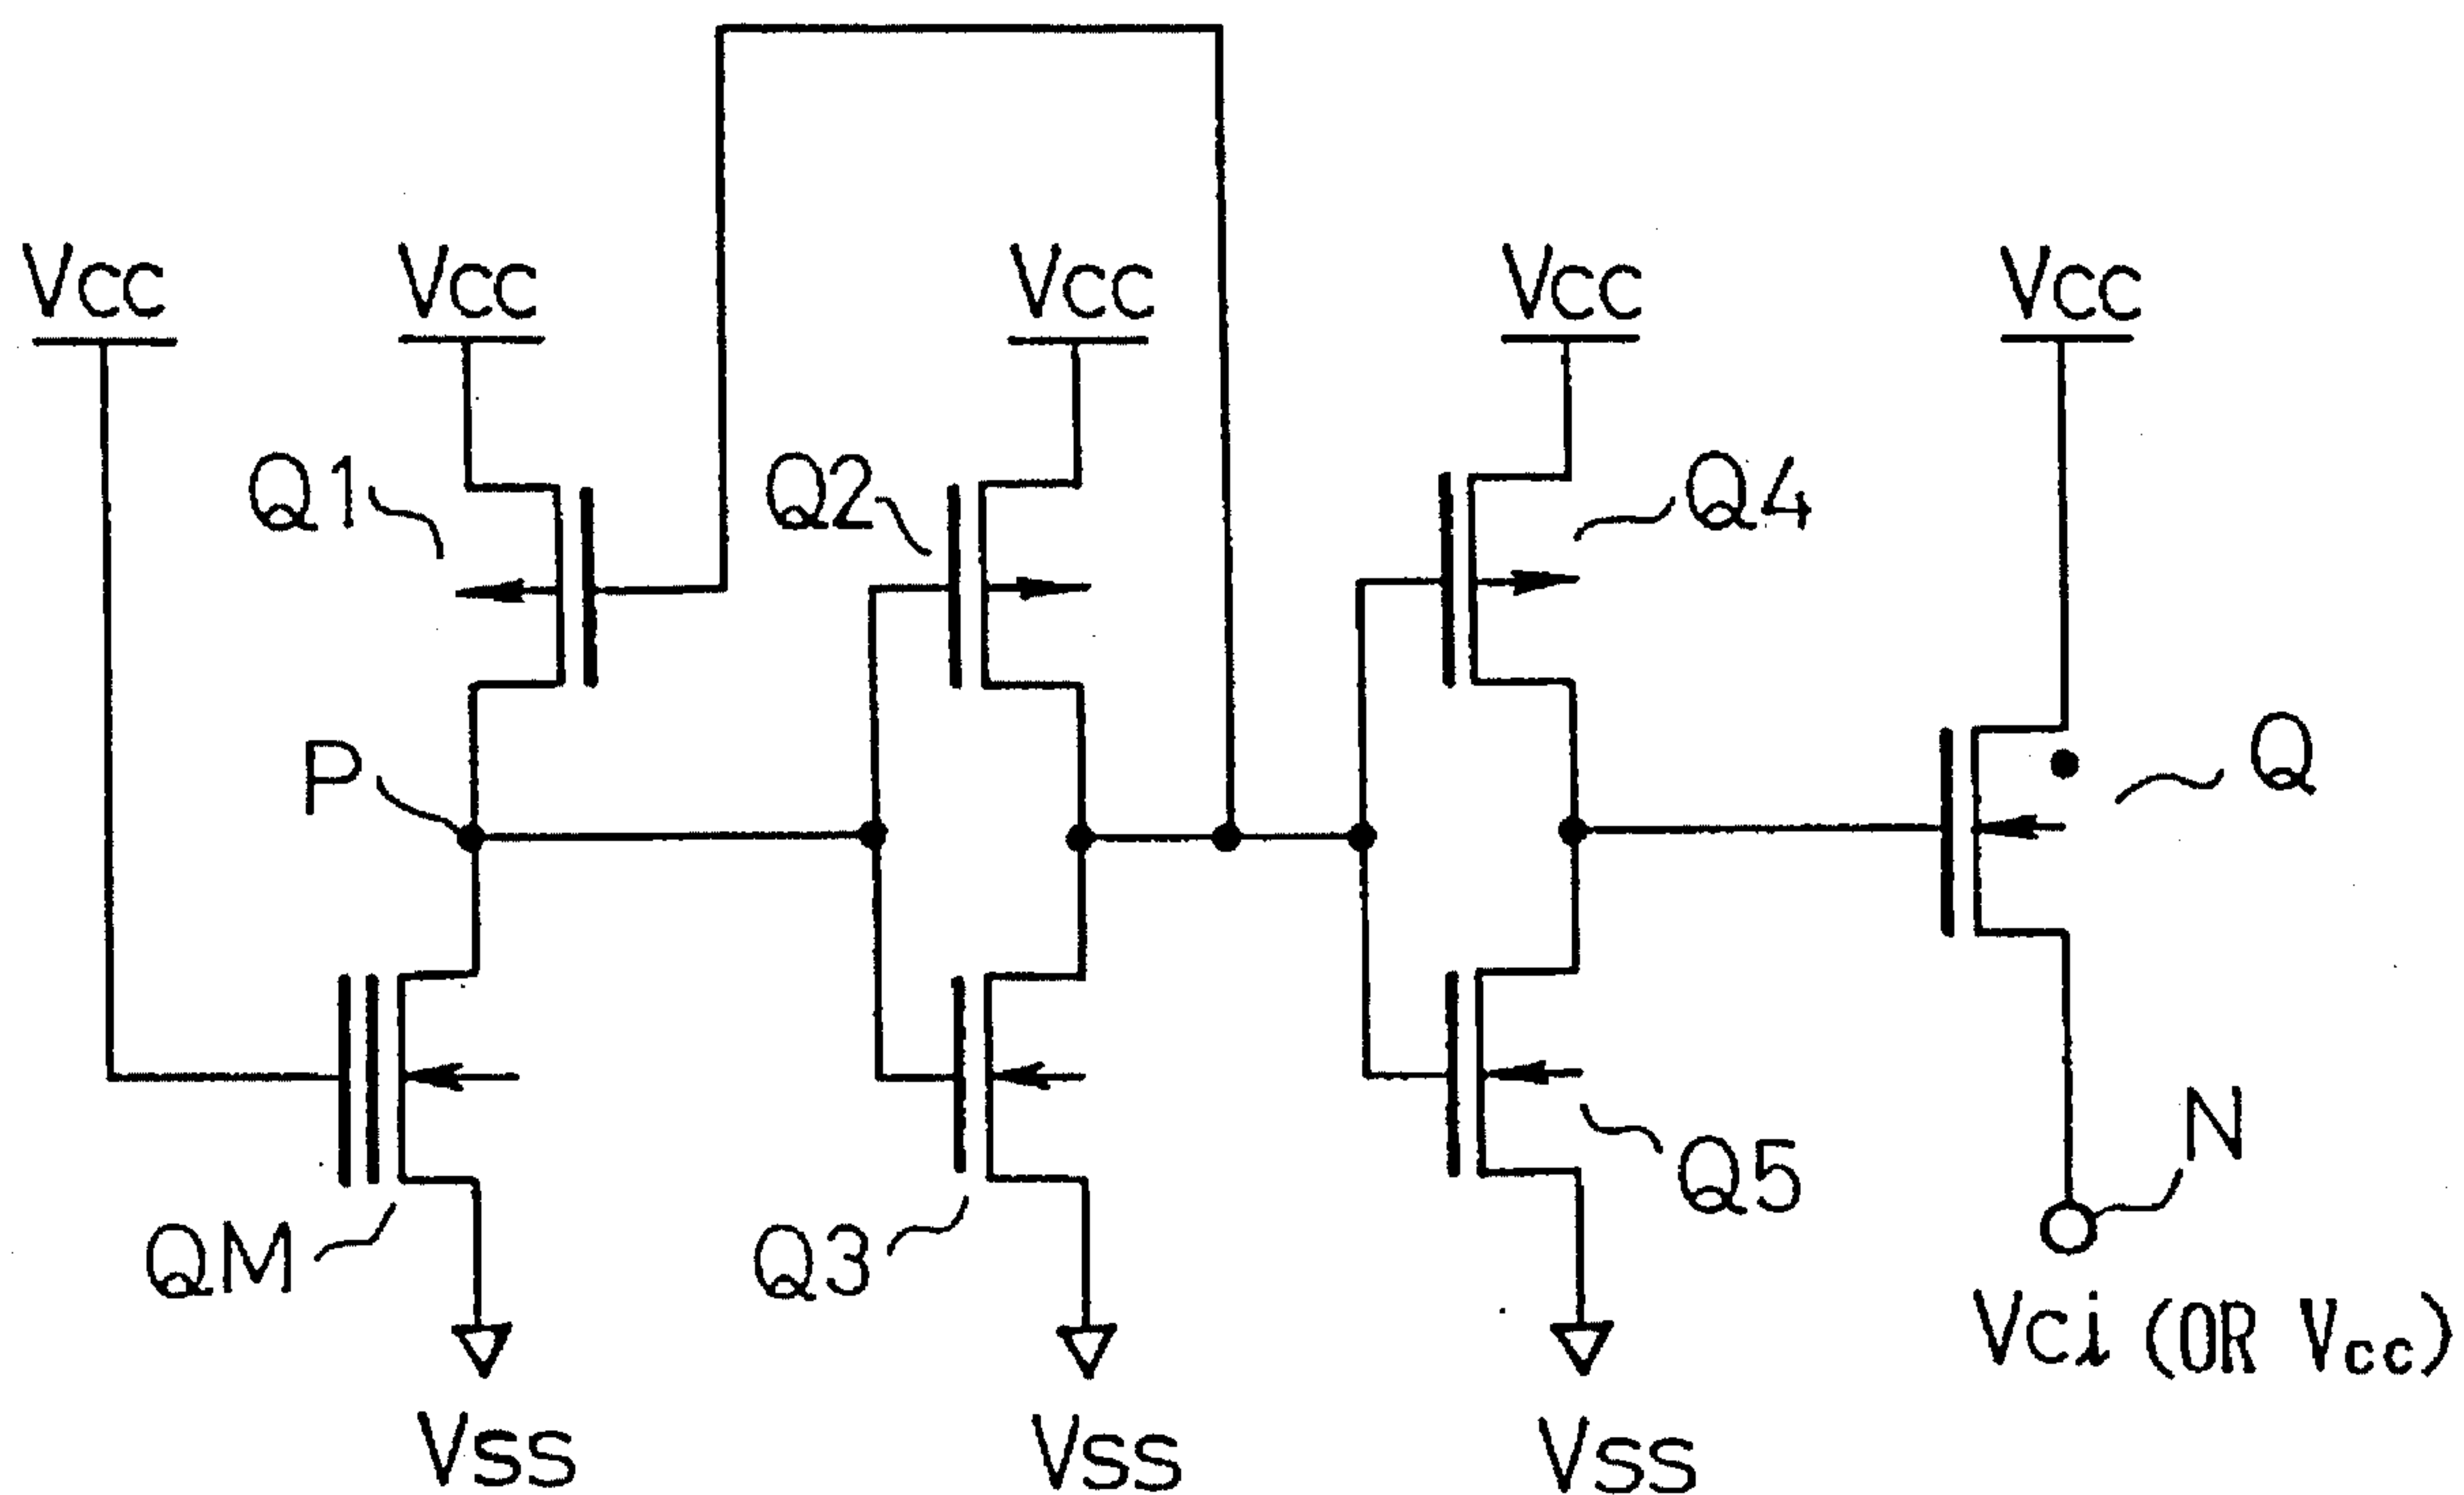 Vcc
Vcc
Vcc
Vcc
Vcc
Q1
Q2
Q4
P
Q
QM
Q3
Q5
N
Vci (OR Vcc)
Vss
Vss
Vss